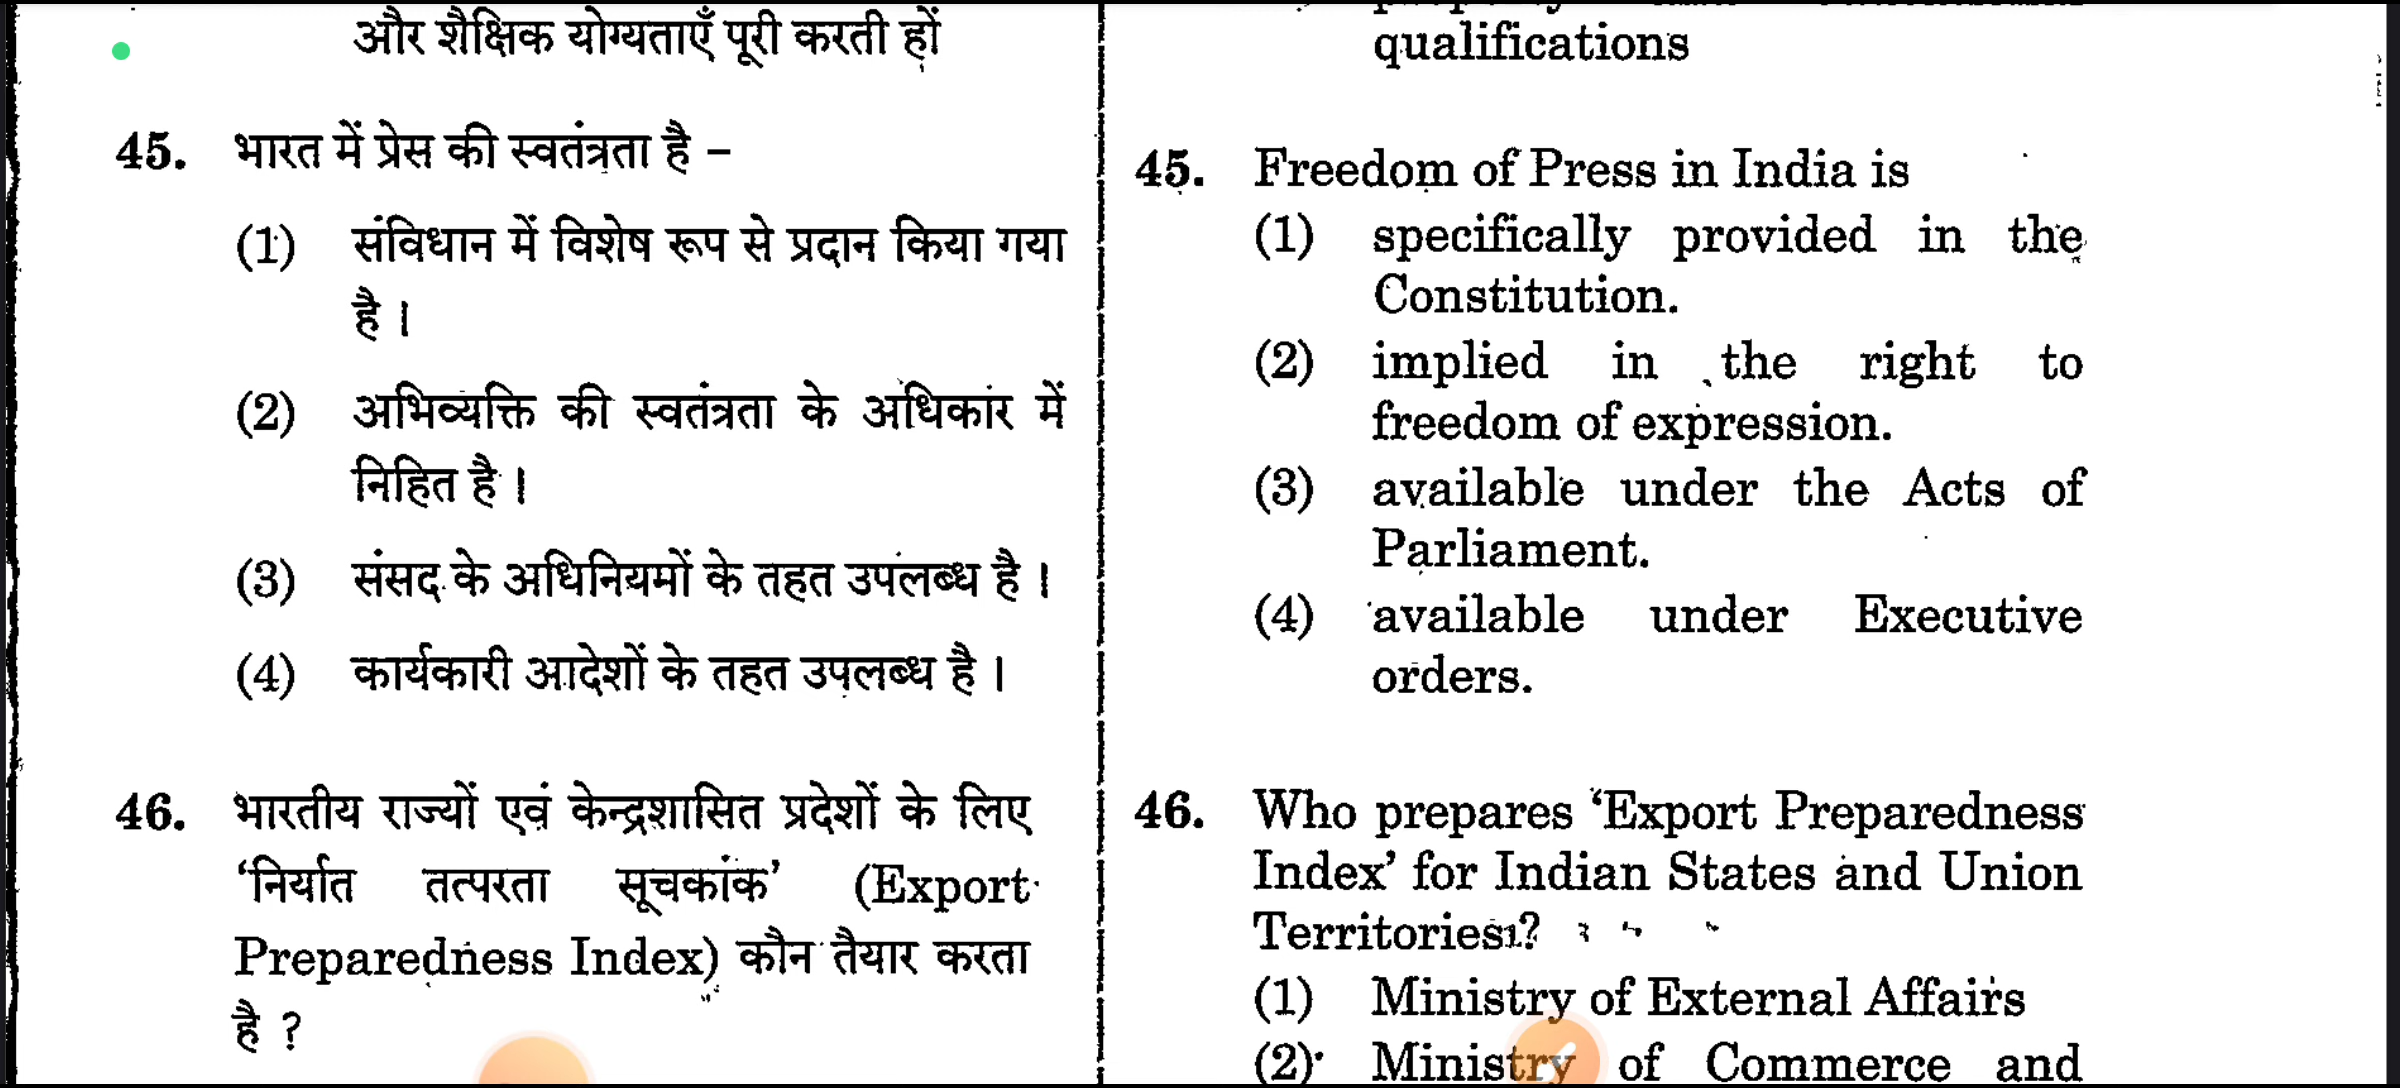 और शैक्षिक योग्यताएँ पूरी करती हों
45. भारत में प्रेस की स्वतंत्रता है –
(1) संविधान में विशेष रूप से प्रदान किया गया
है ।
(2) अभिव्यक्ति की स्वतंत्रता के अधिकार में
निहित है ।
(3) संसद के अधिनियमों के तहत उपलब्ध है ।
(4) कार्यकारी आदेशों के तहत उपलब्ध है ।
46. भारतीय राज्यों एवं केन्द्रशासित प्रदेशों के लिए
‘निर्यात तत्परता सूचकांक’ (Export
Preparedness Index) कौन तैयार करता
है ?
qualifications
45. Freedom of Press in India is
(1) specifically provided in the
Constitution.
(2) implied in the right to
freedom of expression.
(3) available under the Acts of
Parliament.
(4) available under Executive
orders.
46. Who prepares ‘Export Preparedness
Index’ for Indian States and Union
Territories ?
(1) Ministry of External Affairs
(2) Ministry of Commerce and